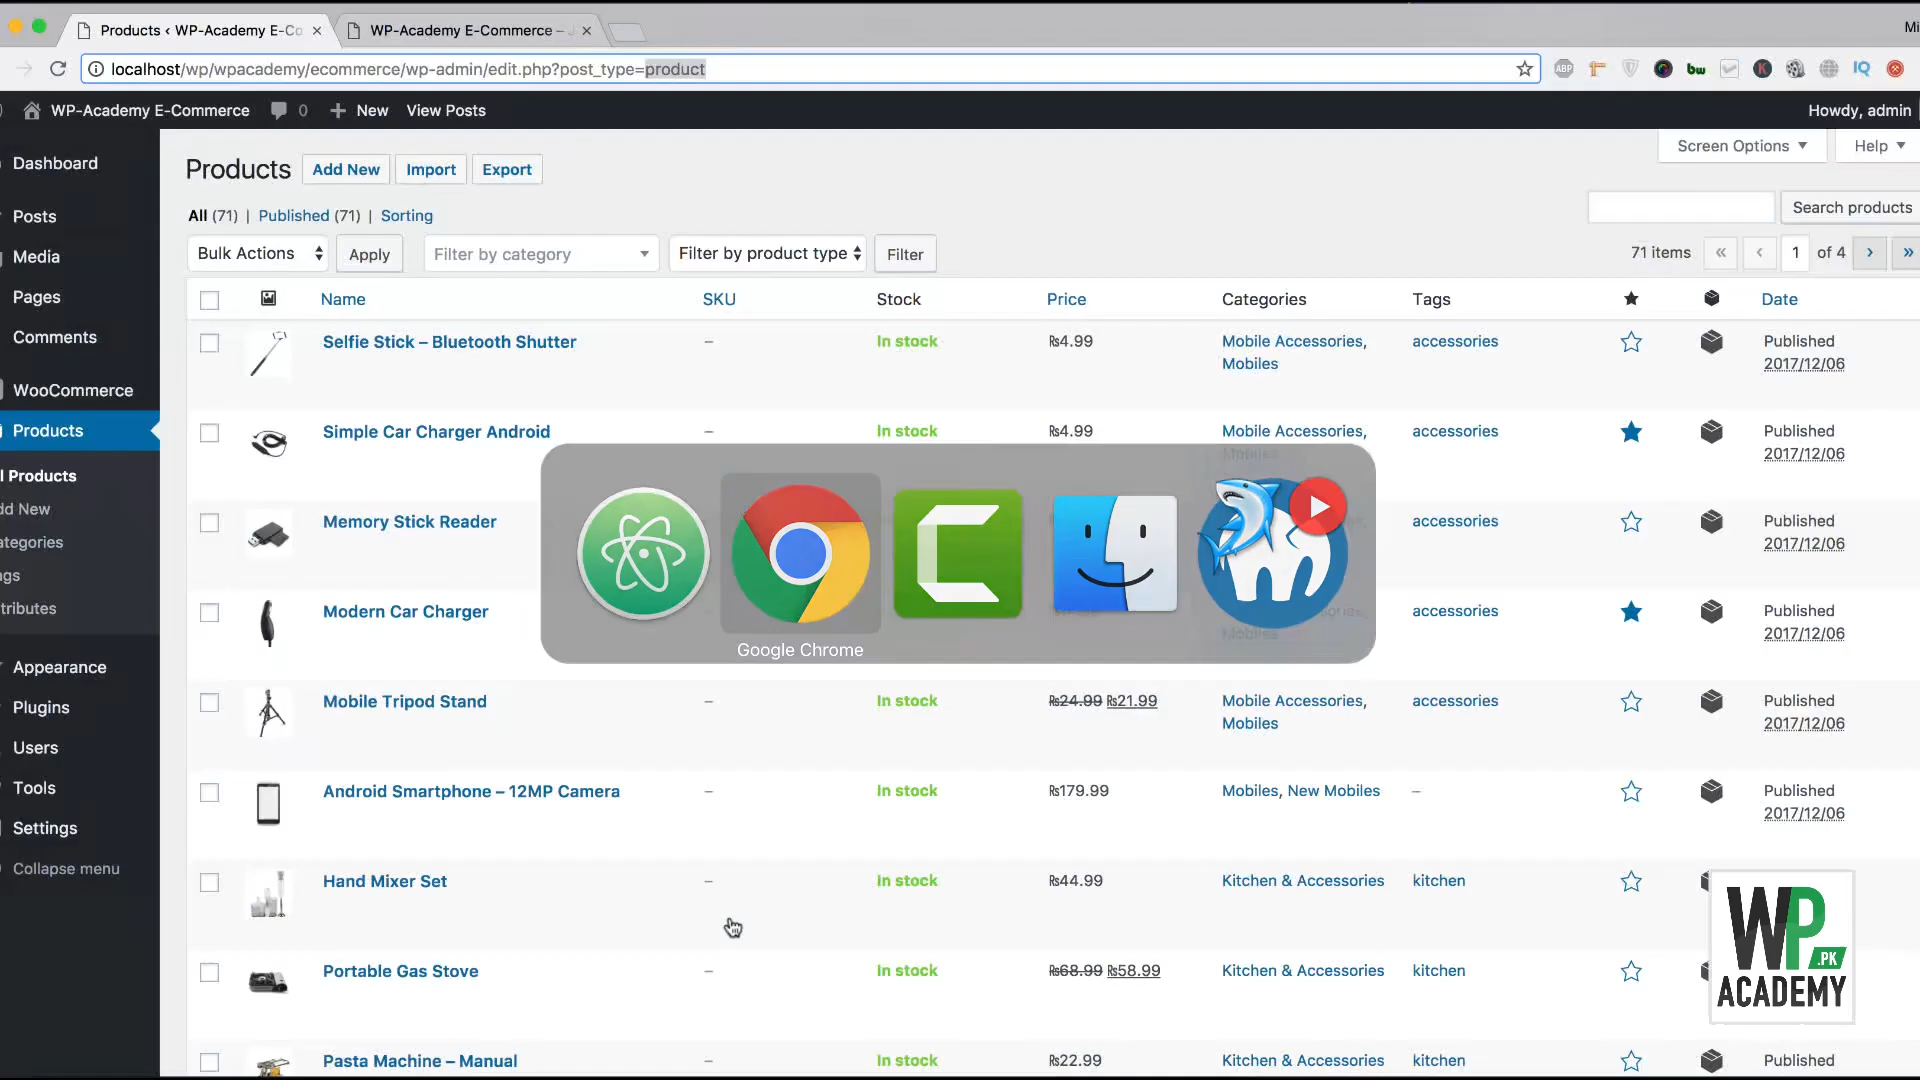 Products ‹ WP-Academy E-Co
WP-Academy E-Commerce –
Mi
localhost/wp/wpacademy/ecommerce/wp-admin/edit.php?post_type=product
ABP
bw
K
IQ
WP-Academy E-Commerce 0 New View Posts
Howdy, admin
Dashboard
Posts
Media
Pages
Comments
WooCommerce
Products
l Products
dd New
ategories
gs
tributes
Appearance
Plugins
Users
Tools
Settings
Collapse menu
Screen Options
Help
Products Add New Import Export
All (71) | Published (71) | Sorting
Search products
Bulk Actions Apply Filter by category Filter by product type Filter
71 items « ‹ 1 of 4 › »
Name SKU Stock Price Categories Tags Date
Selfie Stick – Bluetooth Shutter – In stock ₨4.99 Mobile Accessories, accessories Published
Mobiles 2017/12/06
Simple Car Charger Android – In stock ₨4.99 Mobile Accessories, accessories Published
Mobiles 2017/12/06
Memory Stick Reader accessories Published
2017/12/06
Modern Car Charger accessories Published
Mobiles 2017/12/06
Google Chrome
Mobile Tripod Stand – In stock ₨24.99 ₨21.99 Mobile Accessories, accessories Published
Mobiles 2017/12/06
Android Smartphone – 12MP Camera – In stock ₨179.99 Mobiles, New Mobiles – Published
2017/12/06
Hand Mixer Set – In stock ₨44.99 Kitchen & Accessories kitchen
Portable Gas Stove – In stock ₨68.99 ₨58.99 Kitchen & Accessories kitchen
Pasta Machine – Manual – In stock ₨22.99 Kitchen & Accessories kitchen Published
WP
.PK
ACADEMY